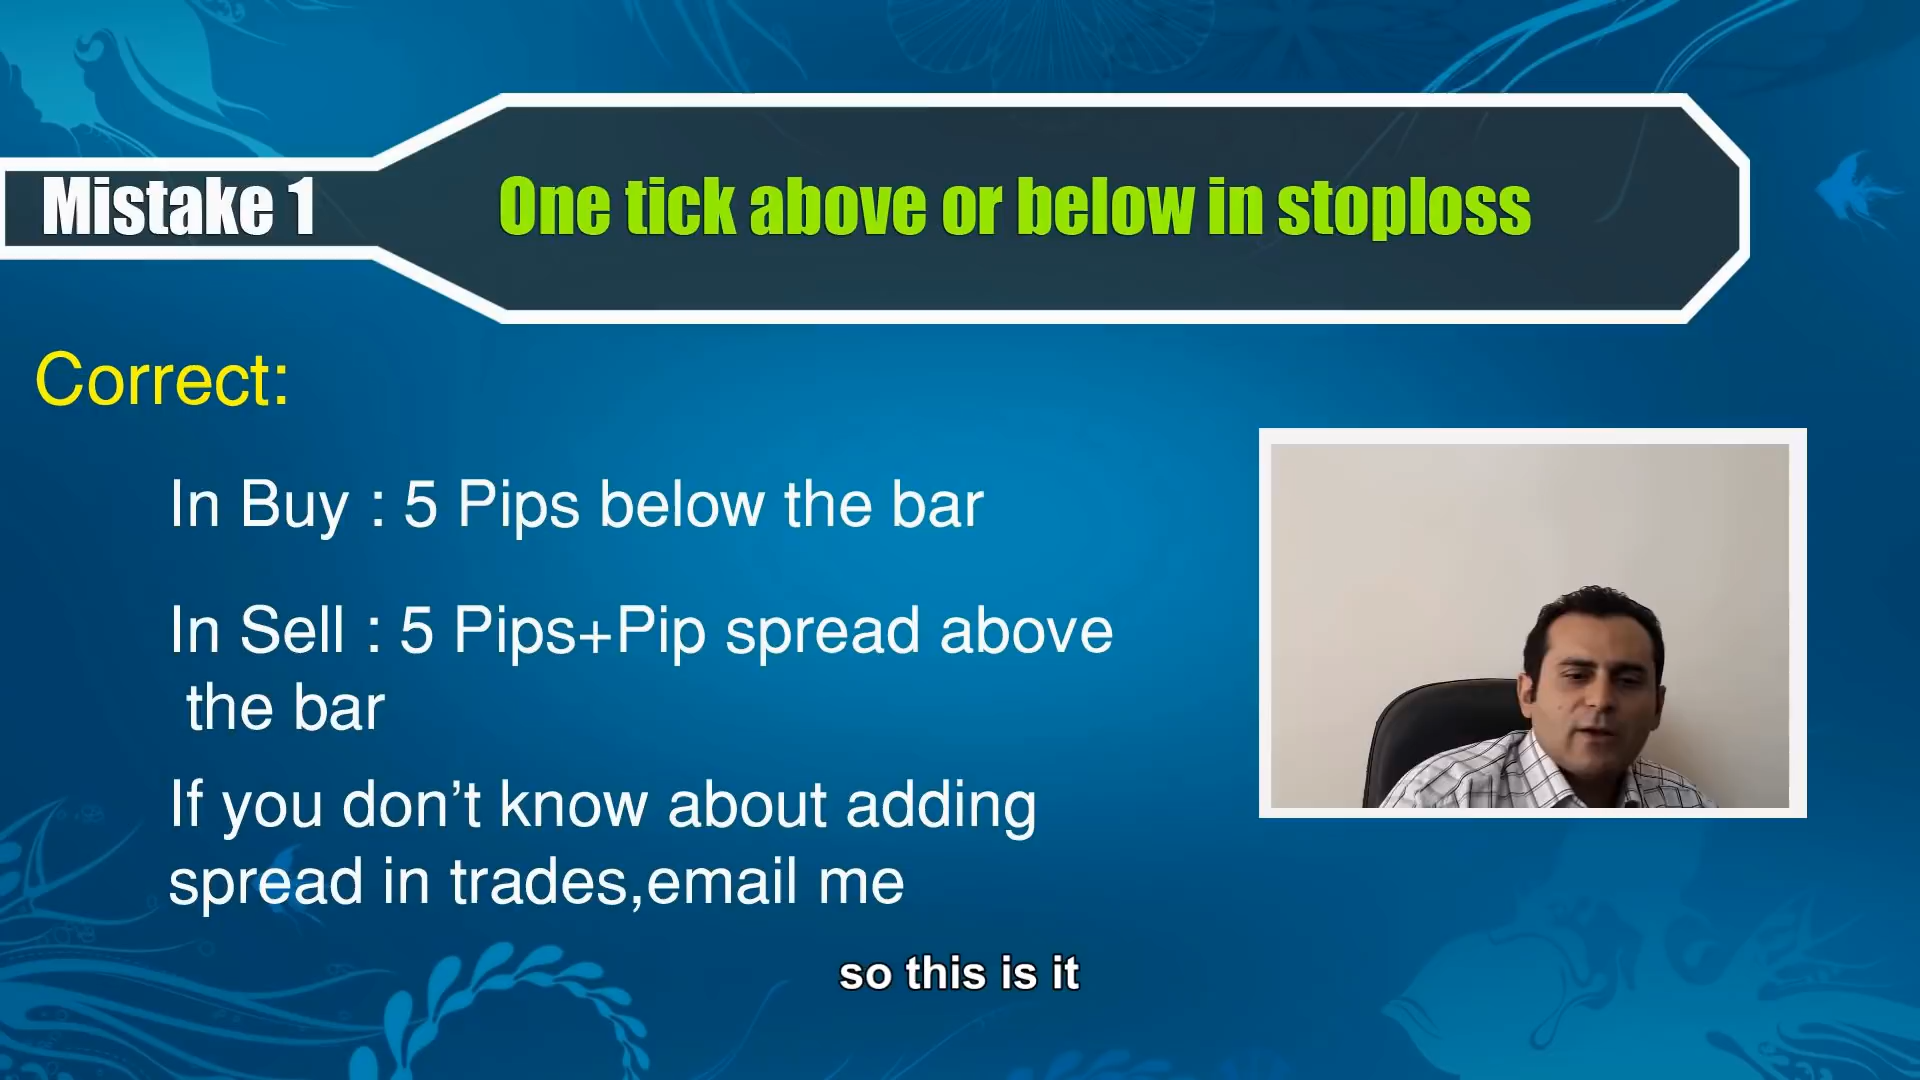 Mistake 1
One tick above or below in stoploss
Correct:
In Buy : 5 Pips below the bar
In Sell : 5 Pips+Pip spread above
the bar
If you don’t know about adding
spread in trades,email me
so this is it